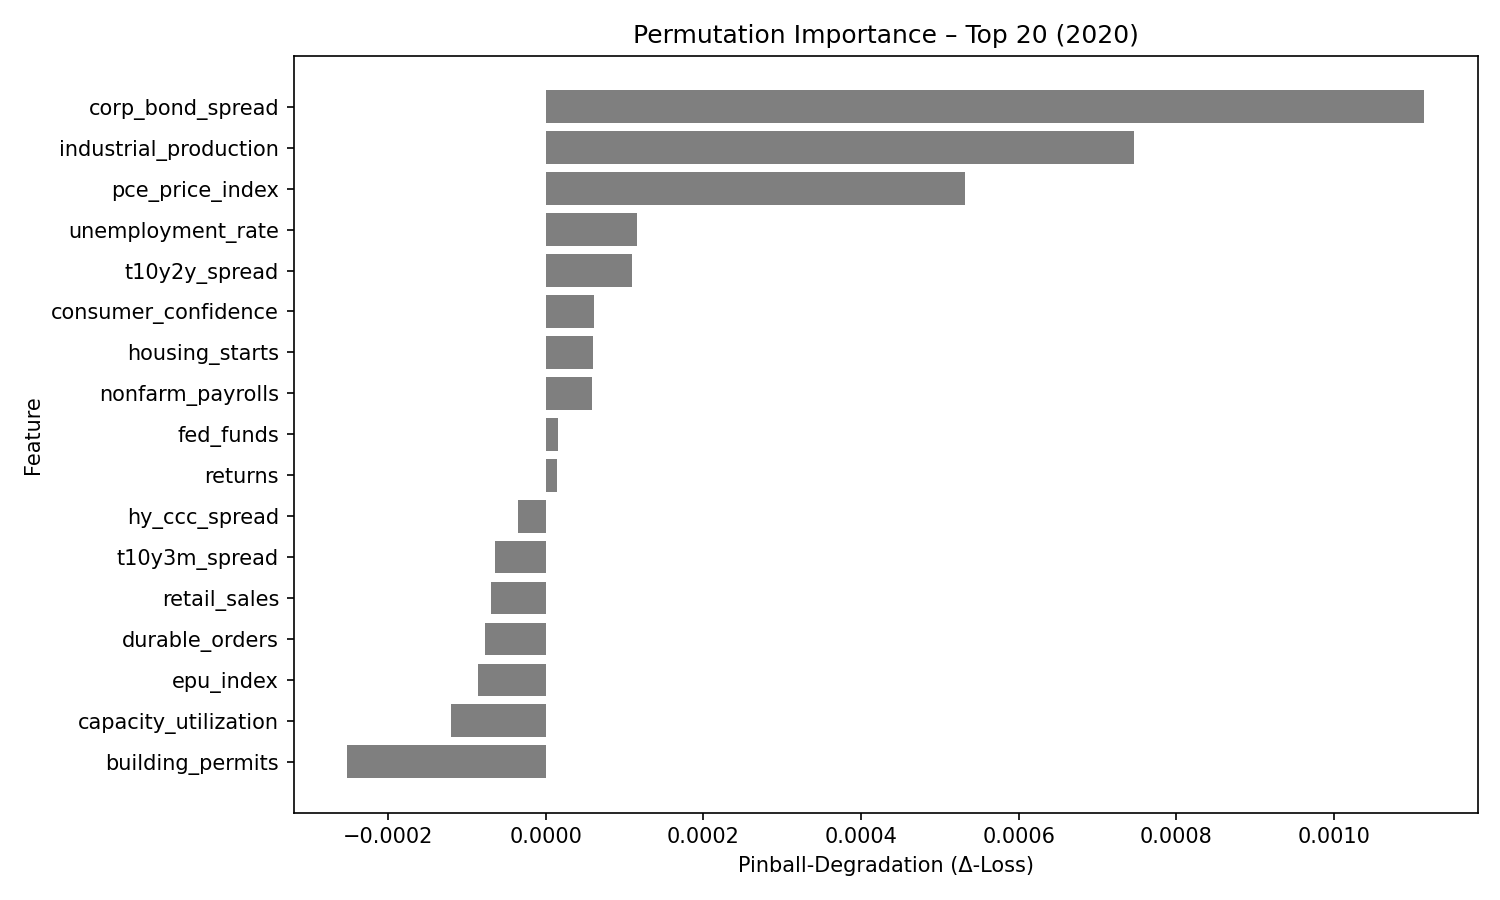 Permutation Importance – Top 20 (2020)
Feature
corp_bond_spread
industrial_production
pce_price_index
unemployment_rate
t10y2y_spread
consumer_confidence
housing_starts
nonfarm_payrolls
fed_funds
returns
hy_ccc_spread
t10y3m_spread
retail_sales
durable_orders
epu_index
capacity_utilization
building_permits
−0.0002 0.0000 0.0002 0.0004 0.0006 0.0008 0.0010
Pinball-Degradation (Δ-Loss)